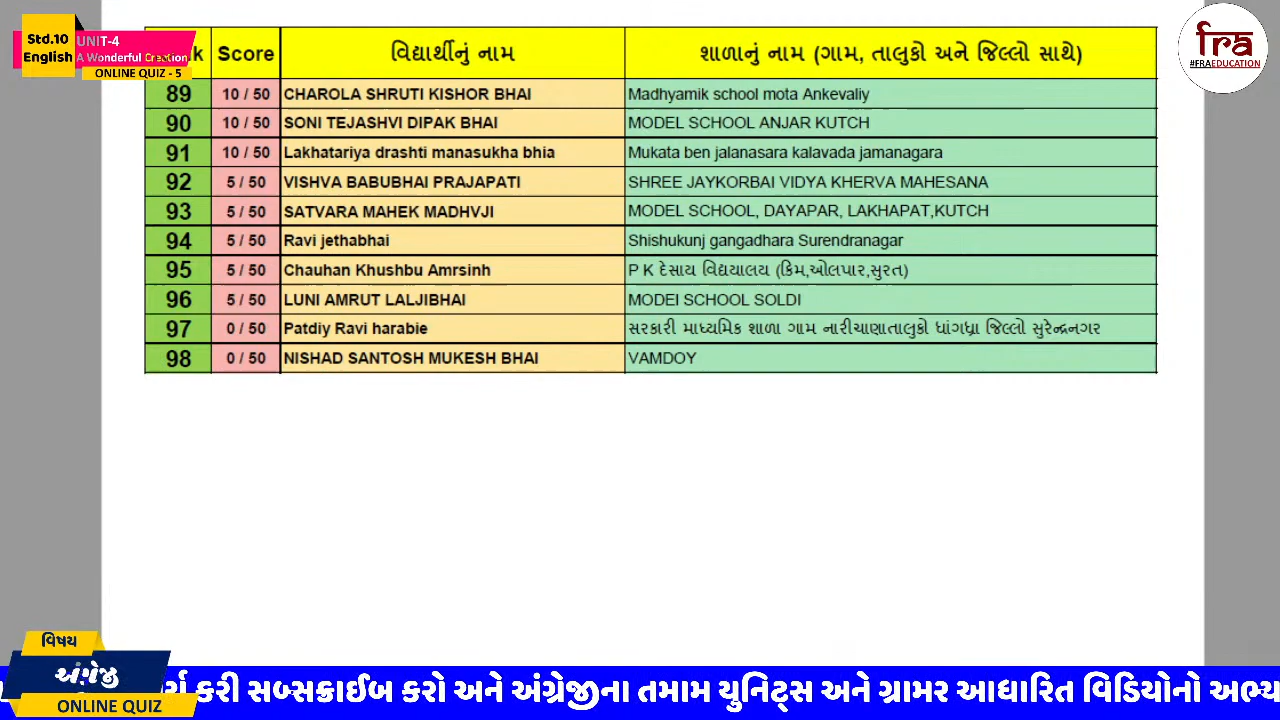 Std.10
English
UNIT-4
A Wonderful Creation
ONLINE QUIZ - 5
fra
#FRAEDUCATION
k Score વિદ્યાર્થીનું નામ શાળાનું નામ (ગામ, તાલુકો અને જિલ્લો સાથે)
89 10 / 50 CHAROLA SHRUTI KISHOR BHAI Madhyamik school mota Ankevaliy
90 10 / 50 SONI TEJASHVI DIPAK BHAI MODEL SCHOOL ANJAR KUTCH
91 10 / 50 Lakhatariya drashti manasukha bhia Mukata ben jalanasara kalavada jamanagara
92 5 / 50 VISHVA BABUBHAI PRAJAPATI SHREE JAYKORBAI VIDYA KHERVA MAHESANA
93 5 / 50 SATVARA MAHEK MADHVJI MODEL SCHOOL, DAYAPAR, LAKHAPAT,KUTCH
94 5 / 50 Ravi jethabhai Shishukunj gangadhara Surendranagar
95 5 / 50 Chauhan Khushbu Amrsinh P K દેસાય વિદ્યયાલય (કિમ,ઓલપાર,સુરત)
96 5 / 50 LUNI AMRUT LALJIBHAI MODEI SCHOOL SOLDI
97 0 / 50 Patdiy Ravi harabie સરકારી માધ્યમિક શાળા ગામ નારીચાણાતાલુકો ધાંગધ્રા જિલ્લો સુરેન્દ્રનગર
98 0 / 50 NISHAD SANTOSH MUKESH BHAI VAMDOY
વિષય
અંગ્રેજી
ONLINE QUIZ
કરી સબ્સક્રાઈબ કરો અને અંગ્રેજીના તમામ યુનિટ્સ અને ગ્રામર આધારિત વિડિયોનો અભ્યા